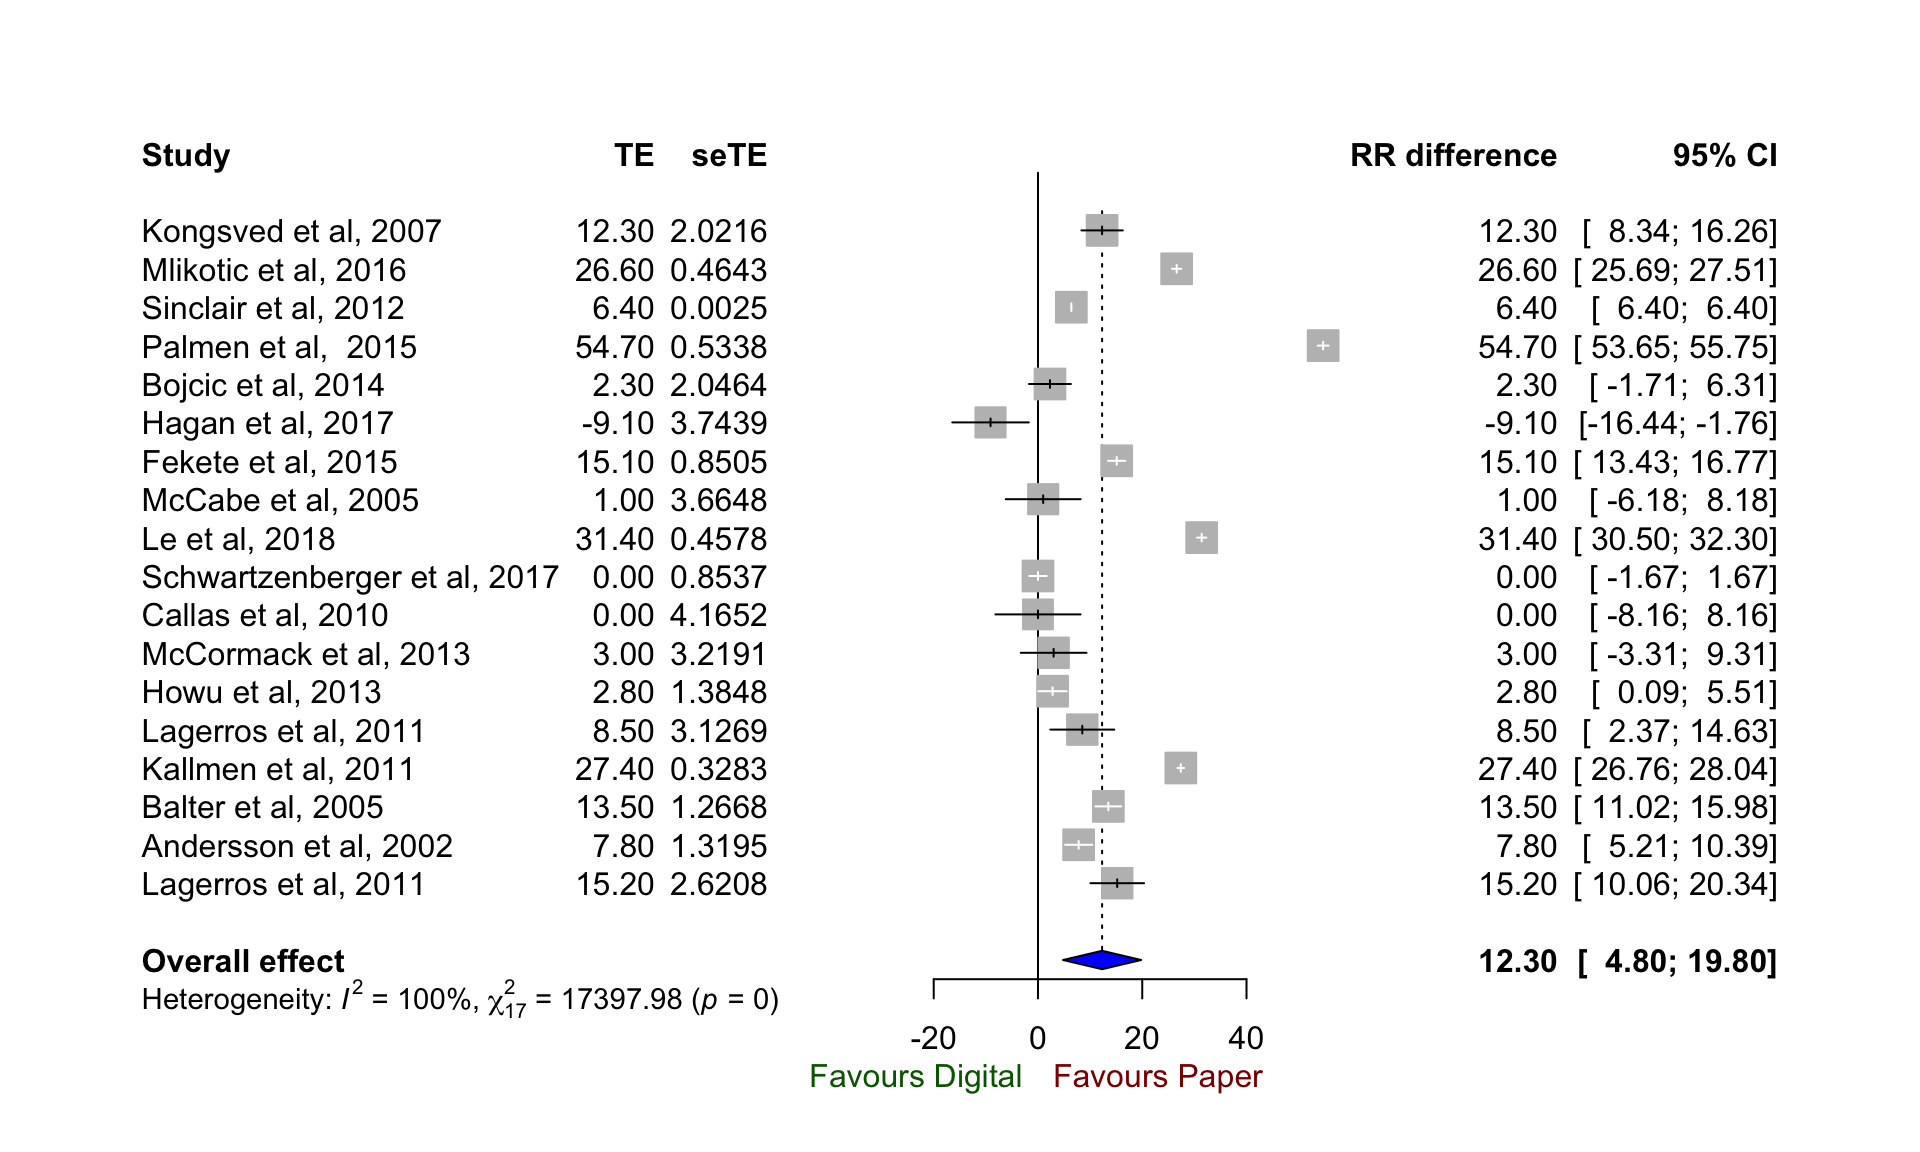 Study TE seTE RR difference 95% CI
Kongsved et al, 2007 12.30 2.0216 12.30 [ 8.34; 16.26]
Mlikotic et al, 2016 26.60 0.4643 26.60 [ 25.69; 27.51]
Sinclair et al, 2012 6.40 0.0025 6.40 [ 6.40; 6.40]
Palmen et al, 2015 54.70 0.5338 54.70 [ 53.65; 55.75]
Bojcic et al, 2014 2.30 2.0464 2.30 [ -1.71; 6.31]
Hagan et al, 2017 -9.10 3.7439 -9.10 [-16.44; -1.76]
Fekete et al, 2015 15.10 0.8505 15.10 [ 13.43; 16.77]
McCabe et al, 2005 1.00 3.6648 1.00 [ -6.18; 8.18]
Le et al, 2018 31.40 0.4578 31.40 [ 30.50; 32.30]
Schwartzenberger et al, 2017 0.00 0.8537 0.00 [ -1.67; 1.67]
Callas et al, 2010 0.00 4.1652 0.00 [ -8.16; 8.16]
McCormack et al, 2013 3.00 3.2191 3.00 [ -3.31; 9.31]
Howu et al, 2013 2.80 1.3848 2.80 [ 0.09; 5.51]
Lagerros et al, 2011 8.50 3.1269 8.50 [ 2.37; 14.63]
Kallmen et al, 2011 27.40 0.3283 27.40 [ 26.76; 28.04]
Balter et al, 2005 13.50 1.2668 13.50 [ 11.02; 15.98]
Andersson et al, 2002 7.80 1.3195 7.80 [ 5.21; 10.39]
Lagerros et al, 2011 15.20 2.6208 15.20 [ 10.06; 20.34]
Overall effect 12.30 [ 4.80; 19.80]
Heterogeneity: I² = 100%, χ²₁₇ = 17397.98 (p = 0)
-20 0 20 40
Favours Digital Favours Paper